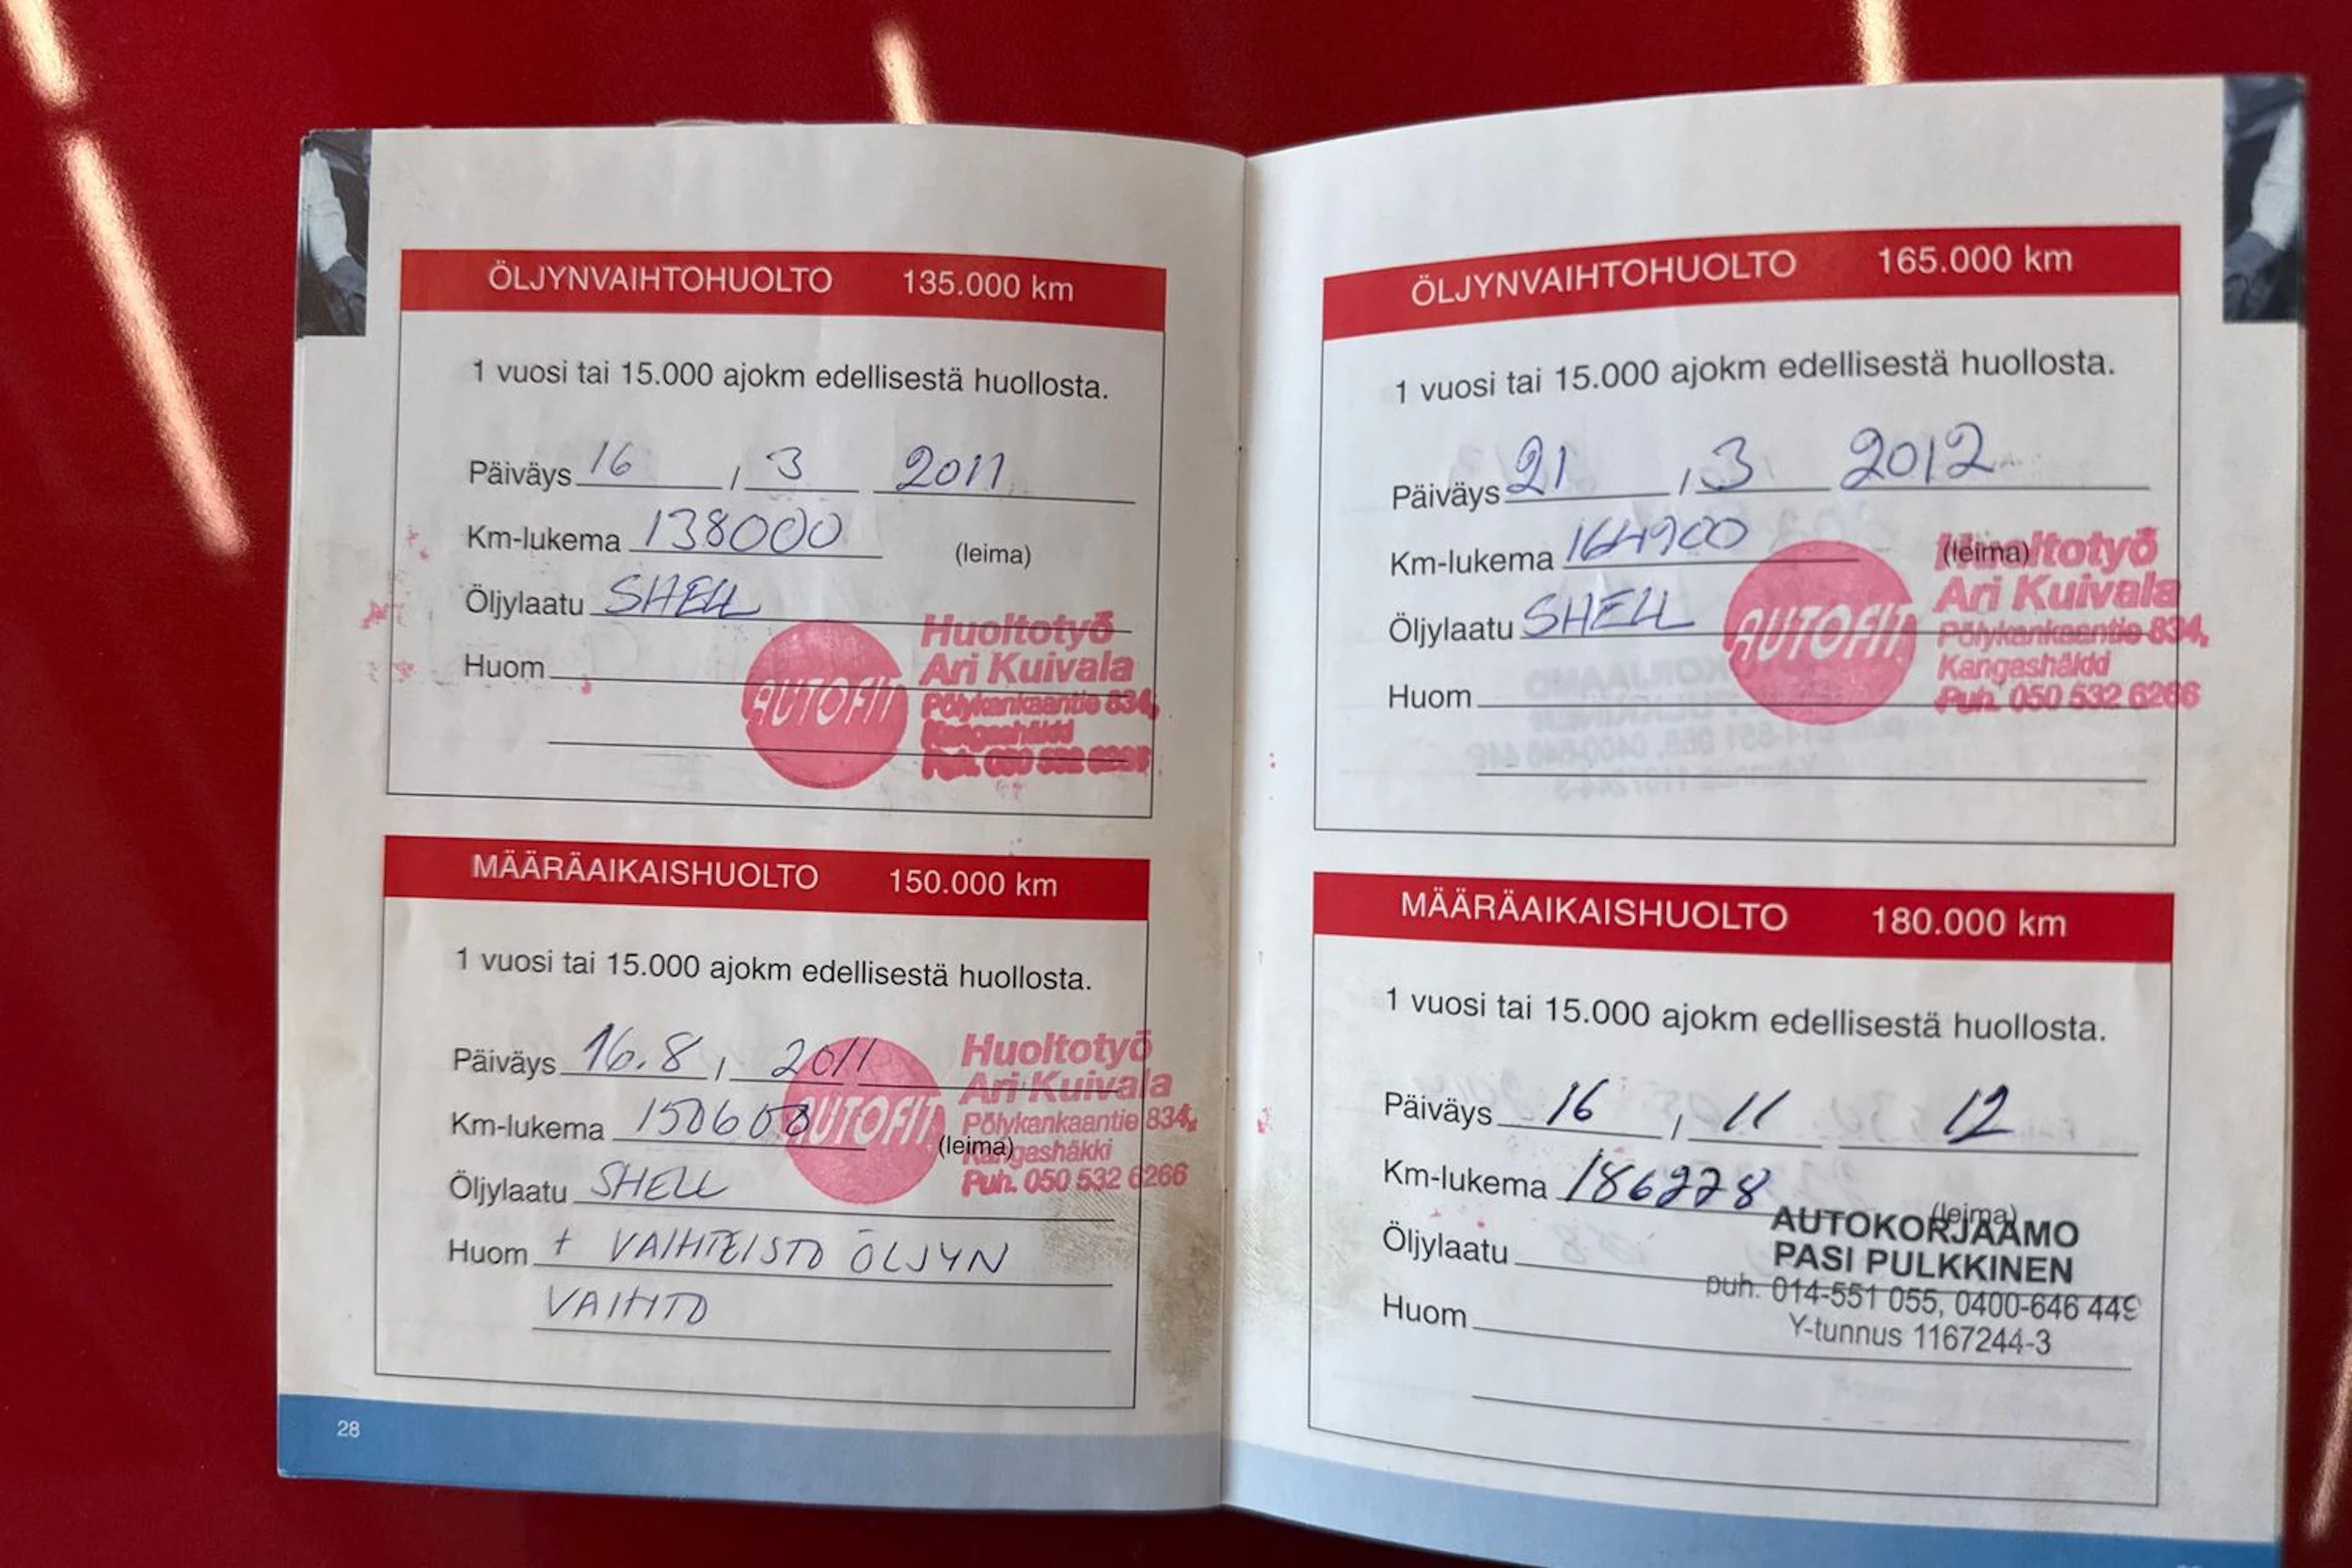 ÖLJYNVAIHTOHUOLTO 135.000 km
1 vuosi tai 15.000 ajokm edellisestä huollosta.
Päiväys 16 , 3 2011
Km-lukema 138000
(leima)
Öljylaatu SHELL
Huom
AUTOFIT
Huoltotyö
Ari Kuivala
Pölykankaantie 834,
MÄÄRÄAIKAISHUOLTO 150.000 km
1 vuosi tai 15.000 ajokm edellisestä huollosta.
Päiväys 16.8 , 2011
Km-lukema 150600
(leima)
Öljylaatu SHELL
Huom + VAIHTEISTO ÖLJYN
VAIHTO
AUTOFIT
Huoltotyö
Ari Kuivala
Pölykankaantie 834,
Kangashäkki
Puh. 050 532 6266
28
ÖLJYNVAIHTOHUOLTO 165.000 km
1 vuosi tai 15.000 ajokm edellisestä huollosta.
Päiväys 21 , 3 2012
Km-lukema 164900
(leima)
Öljylaatu SHELL
Huom
AUTOFIT
Huoltotyö
Ari Kuivala
Pölykankaantie 834,
Kangashäkki
Puh. 050 532 6266
MÄÄRÄAIKAISHUOLTO 180.000 km
1 vuosi tai 15.000 ajokm edellisestä huollosta.
Päiväys 16 , 11 12
Km-lukema 186228
(leima)
Öljylaatu
Huom
AUTOKORJAAMO
PASI PULKKINEN
puh. 014-551 055, 0400-646 449
Y-tunnus 1167244-3